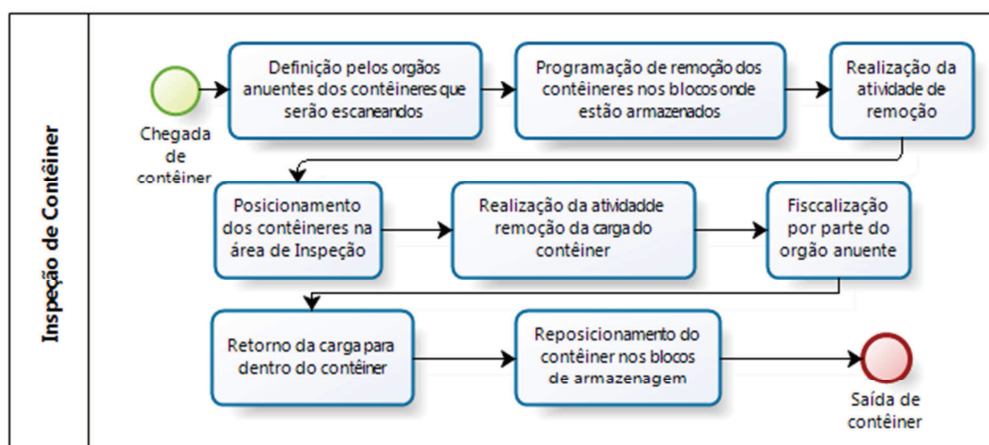 Inspeção de Contêiner
Chegada
de
contêiner
Definição pelos orgãos
anuentes dos contêineres que
serão escaneandos
Programação de remoção dos
contêineres nos blocos onde
estão armazenados
Realização da
atividade de
remoção
Posicionamento
dos contêineres na
área de Inspeção
Realização da atividadde
remoção da carga do
contêiner
Fisccalização
por parte do
orgão anuente
Retorno da carga para
dentro do contêiner
Reposicionamento do
contêiner nos blocos
de armazenagem
Saída de
contêiner